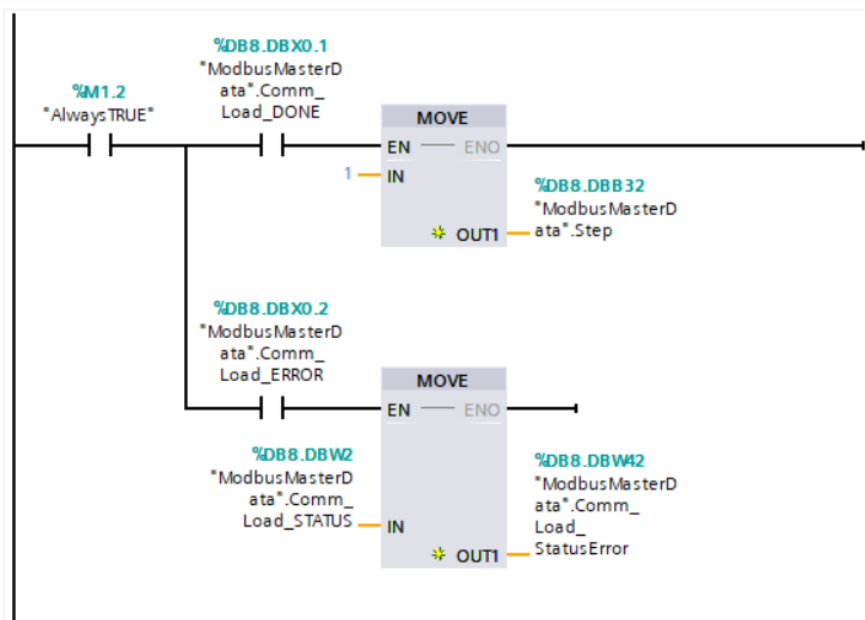 %DB8.DBX0.1
"ModbusMasterD
ata".Comm_
Load_DONE
%M1.2
"AlwaysTRUE"
MOVE
EN
ENO
1
IN
OUT1
%DB8.DBB32
"ModbusMasterD
ata".Step
%DB8.DBX0.2
"ModbusMasterD
ata".Comm_
Load_ERROR
MOVE
EN
ENO
%DB8.DBW2
"ModbusMasterD
ata".Comm_
Load_STATUS
IN
OUT1
%DB8.DBW42
"ModbusMasterD
ata".Comm_
Load_
StatusError